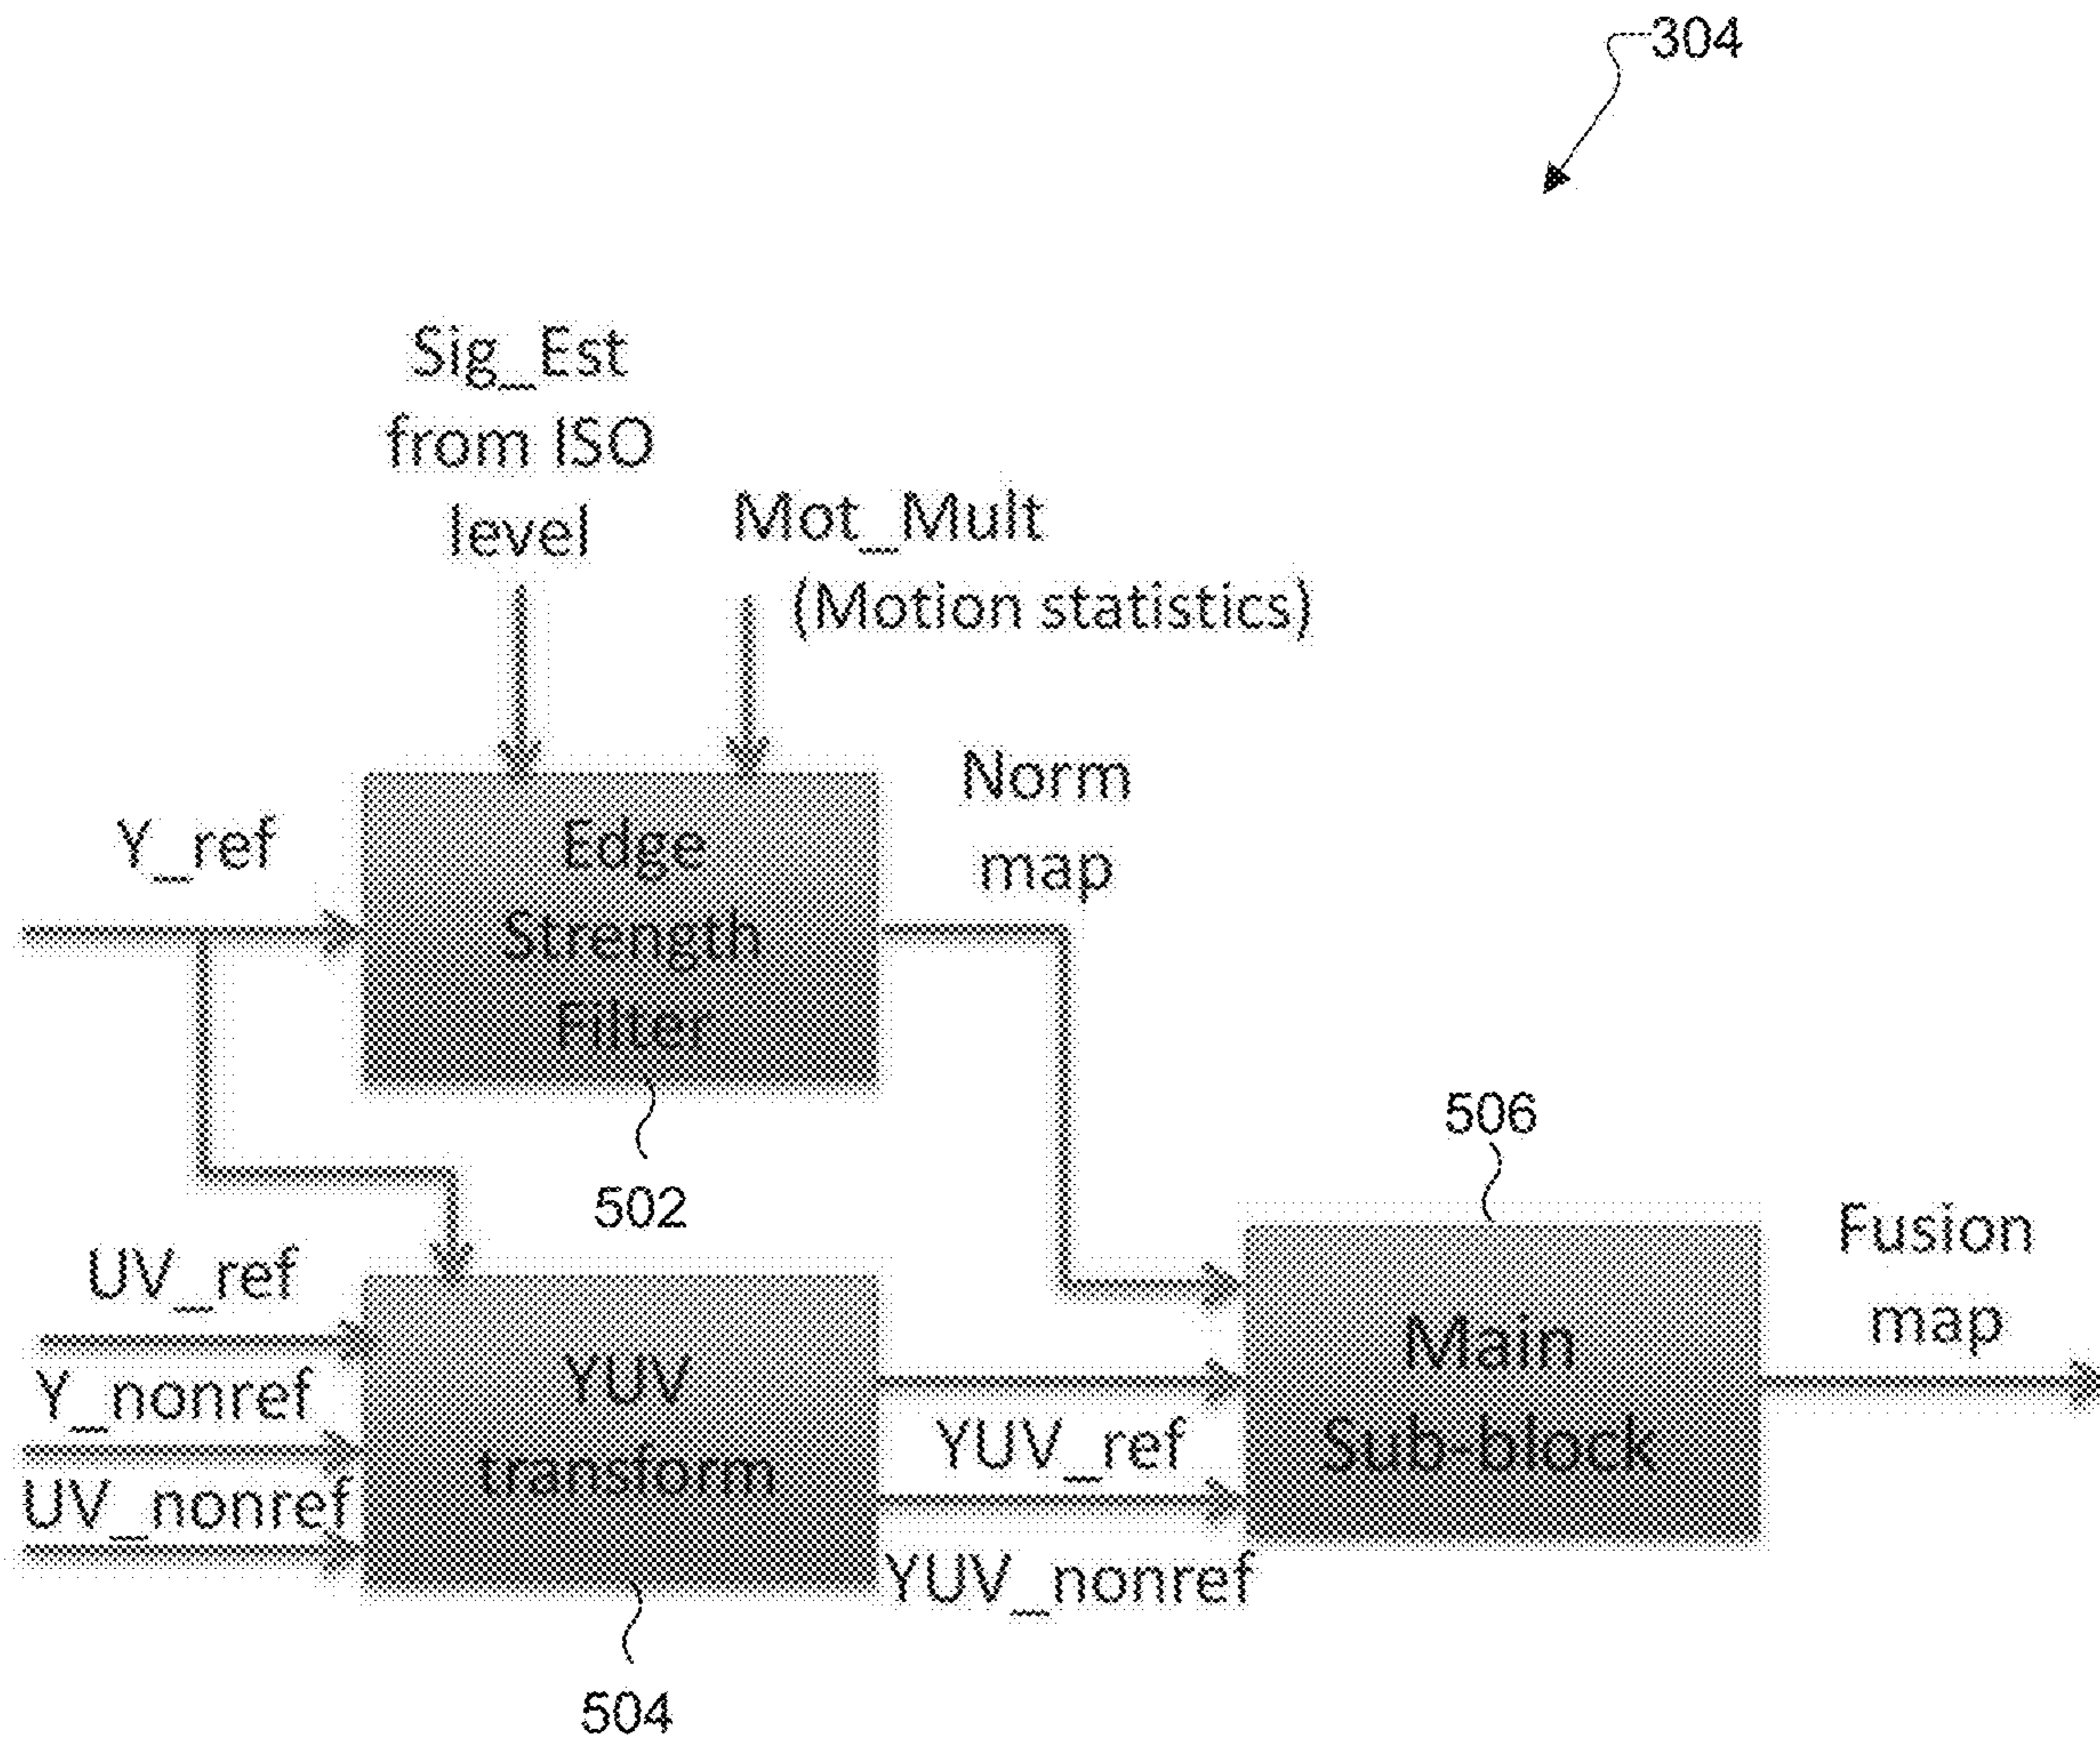 304
Sig_Est
from ISO
level
Mot_Mult
(Motion statistics)
Y_ref
Edge
Strength
Filter
502
Norm
map
UV_ref
Y_nonref
UV_nonref
YUV
transform
504
YUV_ref
YUV_nonref
506
Main
Sub-block
Fusion
map